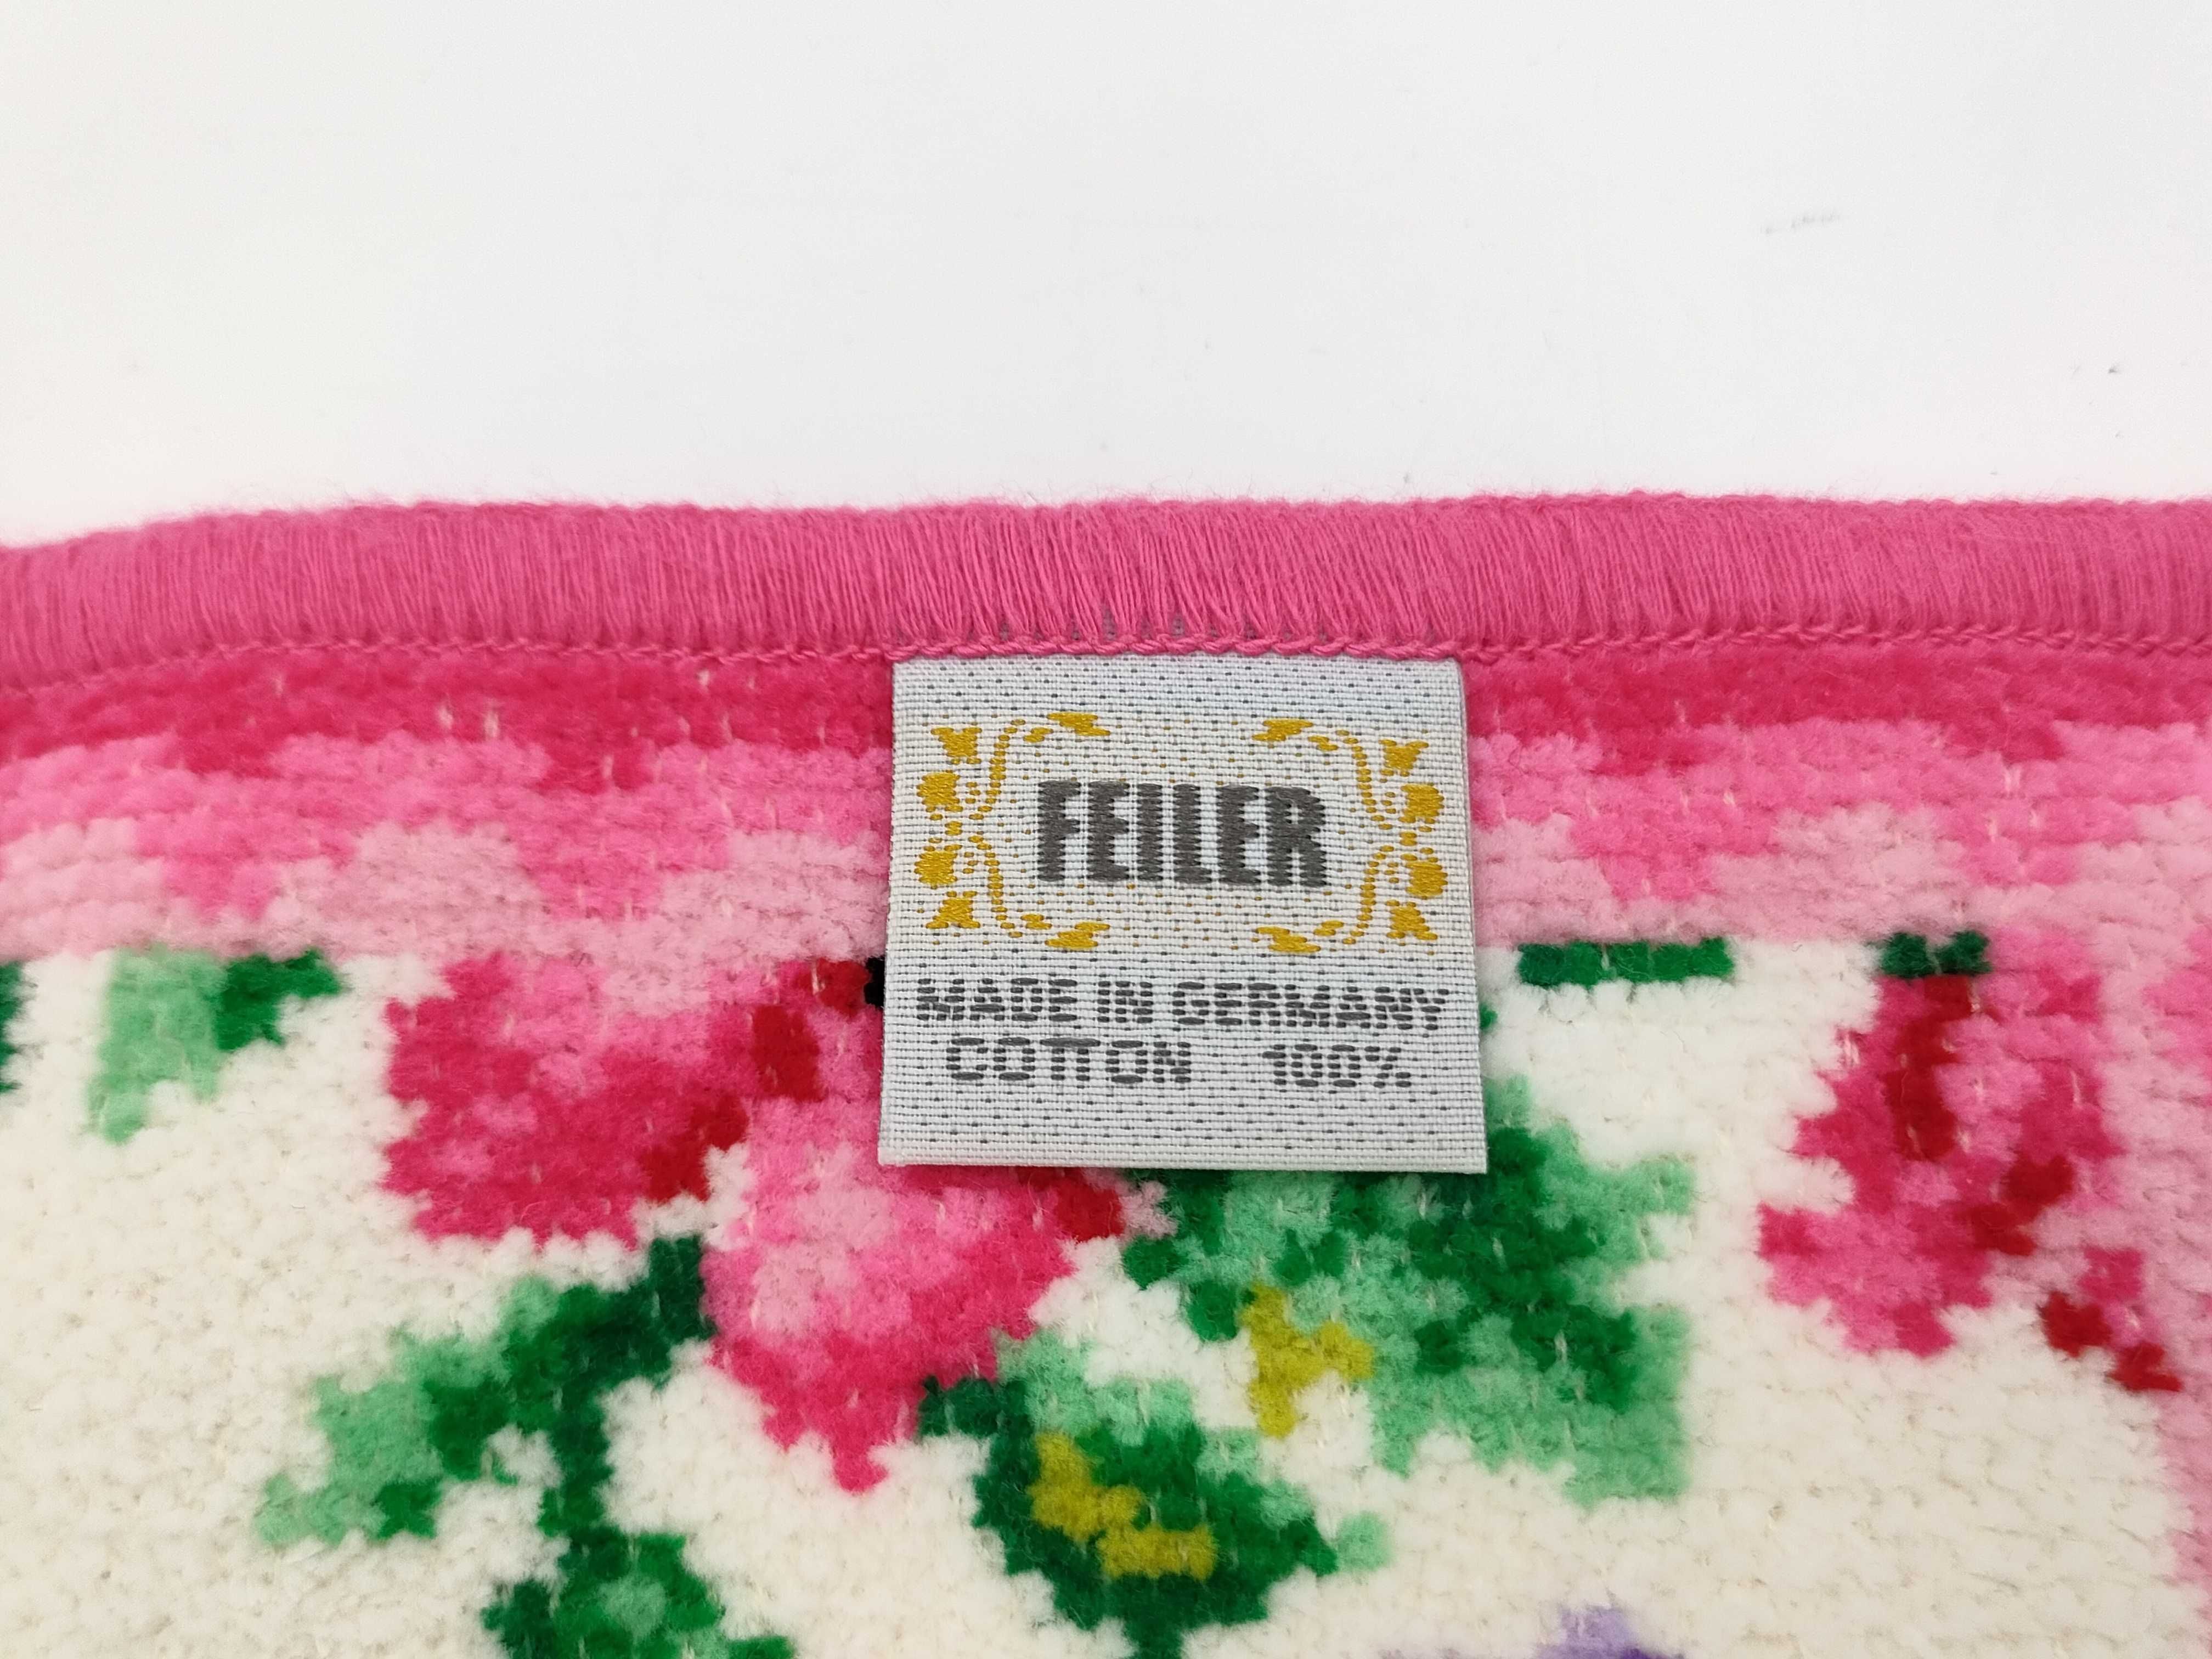 FEILER
MADE IN GERMANY
COTTON 100%